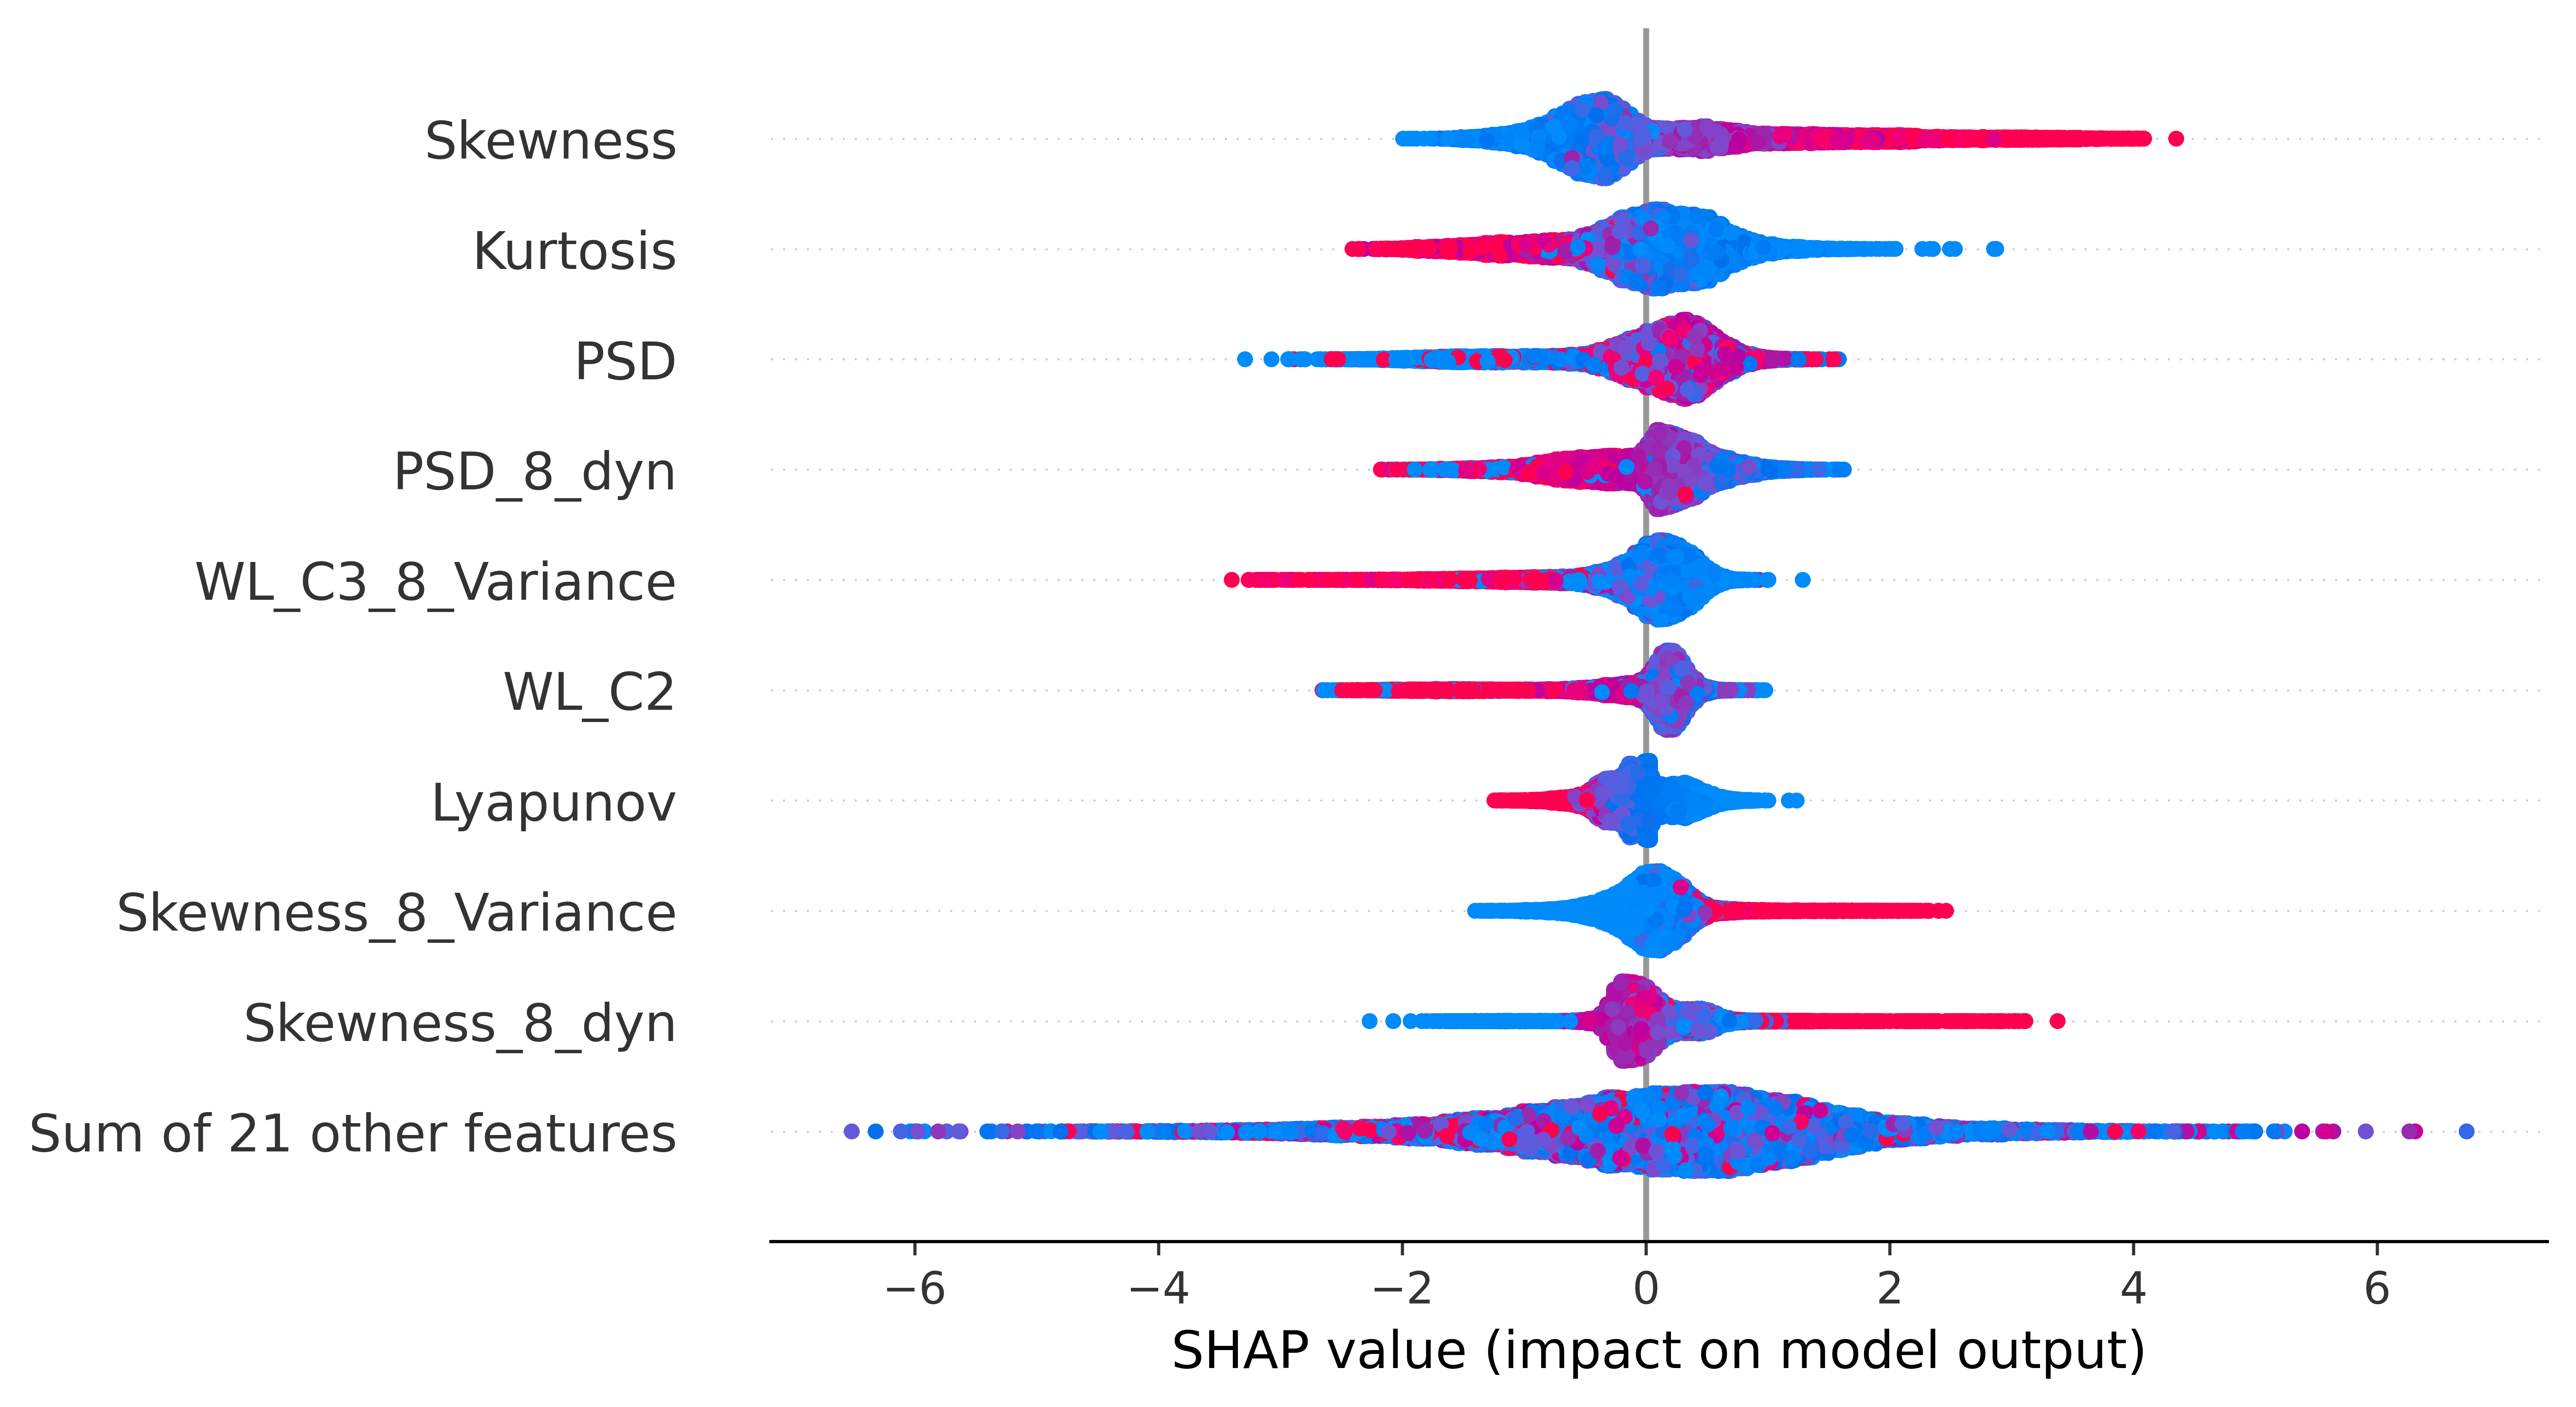 Skewness
Kurtosis
PSD
PSD_8_dyn
WL_C3_8_Variance
WL_C2
Lyapunov
Skewness_8_Variance
Skewness_8_dyn
Sum of 21 other features
−6 −4 −2 0 2 4 6
SHAP value (impact on model output)